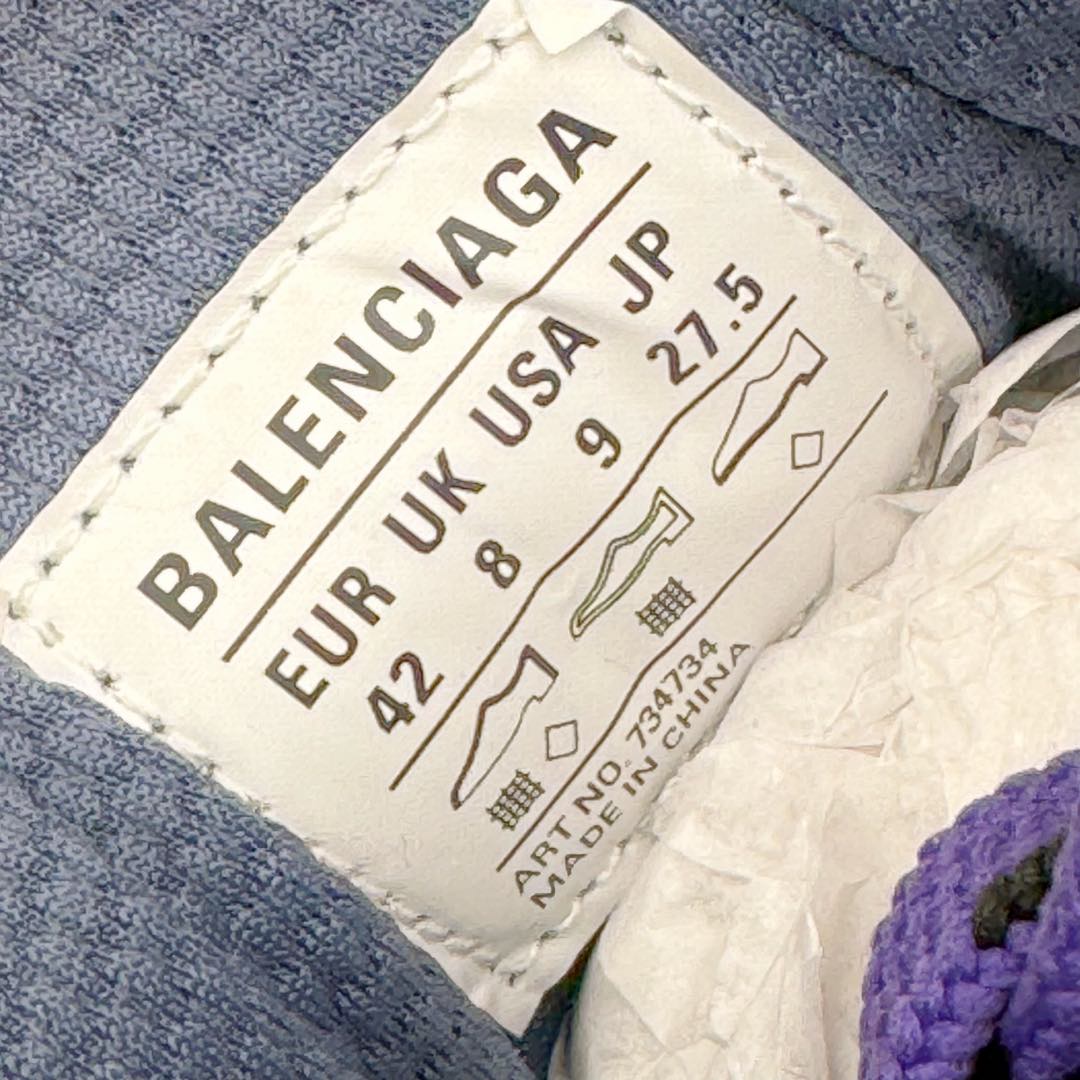 BALENCIAGA
EUR UK USA JP
42 8 9 27.5
ART NO. 734734
MADE IN CHINA